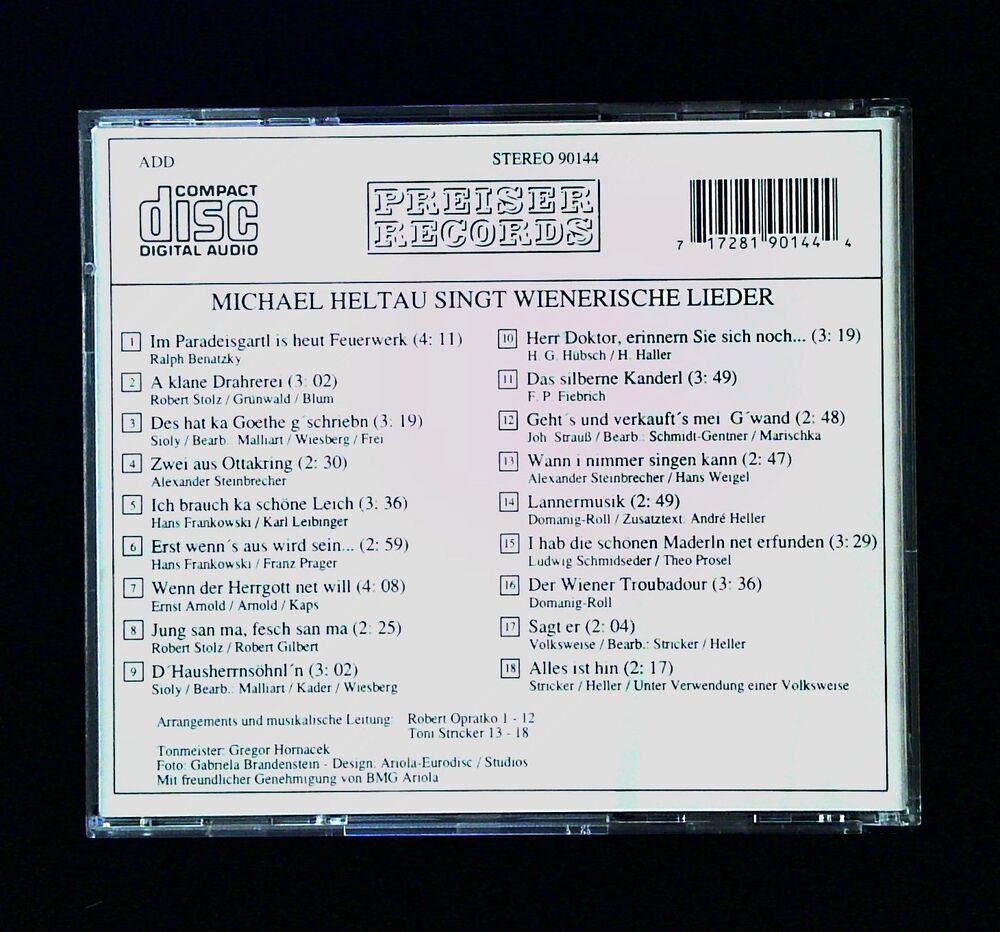 ADD
STEREO 90144
COMPACT
disc
DIGITAL AUDIO
PREISER
RECORDS
7 17281 90144 4
MICHAEL HELTAU SINGT WIENERISCHE LIEDER
1 Im Paradeisgartl is heut Feuerwerk (4: 11)
Ralph Benatzky
2 A klane Drahrerei (3: 02)
Robert Stolz / Grunwald / Blum
3 Des hat ka Goethe g´schriebn (3: 19)
Sioly / Bearb. Malliart / Wiesberg / Frei
4 Zwei aus Ottakring (2: 30)
Alexander Steinbrecher
5 Ich brauch ka schöne Leich (3: 36)
Hans Frankowski / Karl Leibinger
6 Erst wenn´s aus wird sein... (2: 59)
Hans Frankowski / Franz Prager
7 Wenn der Herrgott net will (4: 08)
Ernst Arnold / Arnold / Kaps
8 Jung san ma, fesch san ma (2: 25)
Robert Stolz / Robert Gilbert
9 D´Hausherrnsöhnl´n (3: 02)
Sioly / Bearb.: Malliart / Kader / Wiesberg
10 Herr Doktor, erinnern Sie sich noch... (3: 19)
H. G. Hübsch / H. Haller
11 Das silberne Kanderl (3: 49)
F. P. Fiebrich
12 Geht´s und verkauft´s mei G´wand (2: 48)
Joh. Strauß / Bearb.: Schmidt-Gentner / Marischka
13 Wann i nimmer singen kann (2: 47)
Alexander Steinbrecher / Hans Weigel
14 Lannermusik (2: 49)
Domanig-Roll / Zusatztext: André Heller
15 I hab die schönen Maderln net erfunden (3: 29)
Ludwig Schmidseder / Theo Prosel
16 Der Wiener Troubadour (3: 36)
Domanig-Roll
17 Sagt er (2: 04)
Volksweise / Bearb.: Stricker / Heller
18 Alles ist hin (2: 17)
Stricker / Heller / Unter Verwendung einer Volksweise
Arrangements und musikalische Leitung: Robert Opratko 1 - 12
Toni Stricker 13 - 18
Tonmeister: Gregor Hornacek
Foto: Gabriela Brandenstein - Design: Ariola-Eurodisc / Studios
Mit freundlicher Genehmigung von BMG Ariola